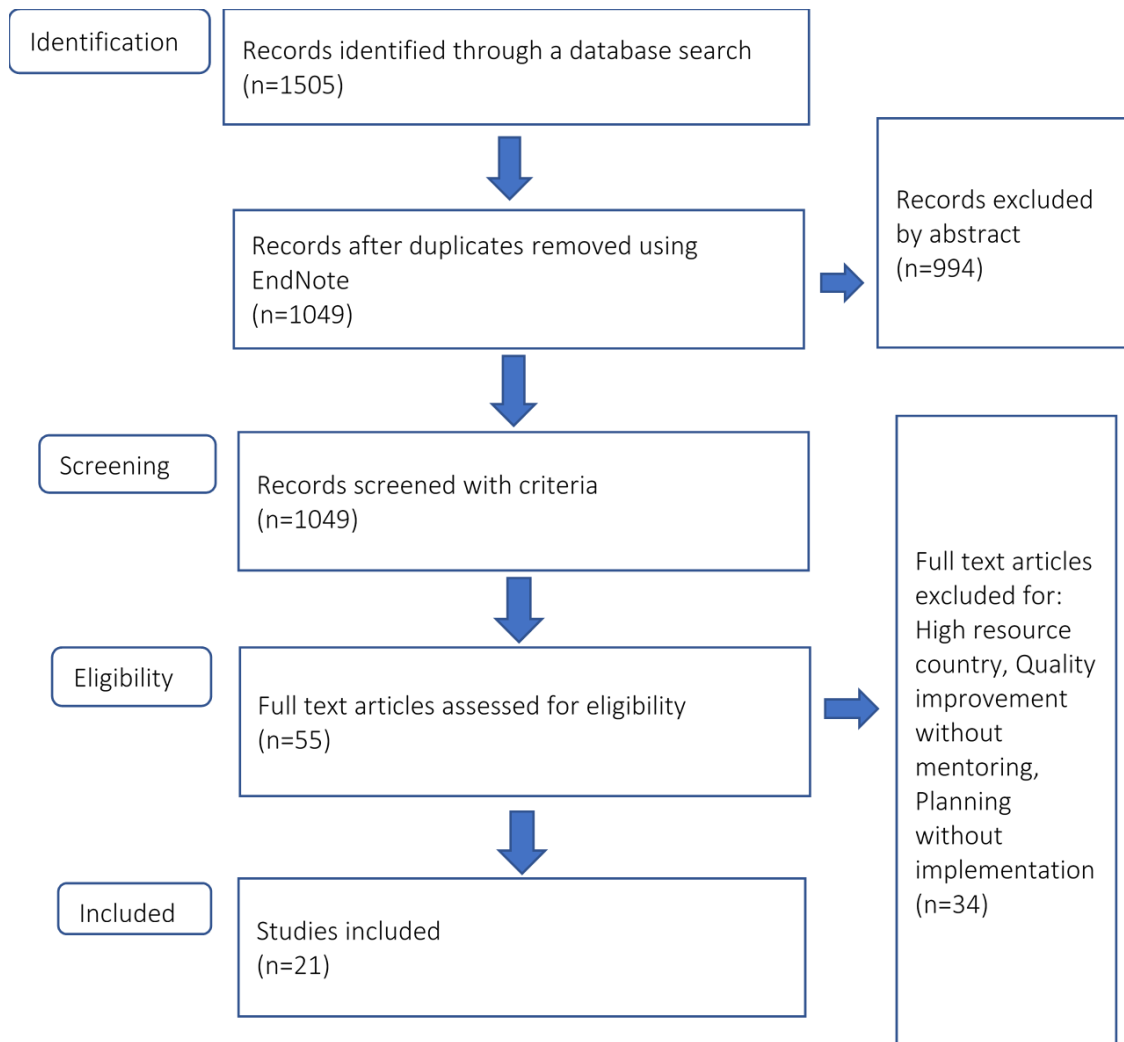 Identification
Records identified through a database search
(n=1505)
Records after duplicates removed using
EndNote
(n=1049)
Records excluded
by abstract
(n=994)
Screening
Records screened with criteria
(n=1049)
Eligibility
Full text articles assessed for eligibility
(n=55)
Full text articles
excluded for:
High resource
country, Quality
improvement
without
mentoring,
Planning
without
implementation
(n=34)
Included
Studies included
(n=21)